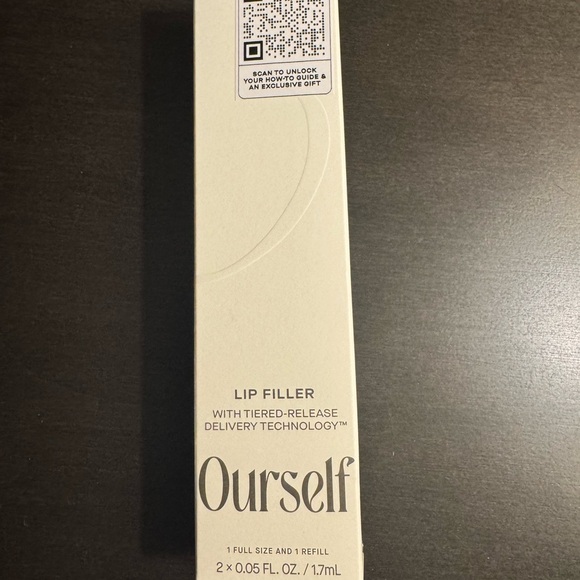 SCAN TO UNLOCK
YOUR HOW-TO GUIDE &
AN EXCLUSIVE GIFT
LIP FILLER
WITH TIERED-RELEASE
DELIVERY TECHNOLOGY™
Ourself
1 FULL SIZE AND 1 REFILL
2 × 0.05 FL. OZ. / 1.7mL